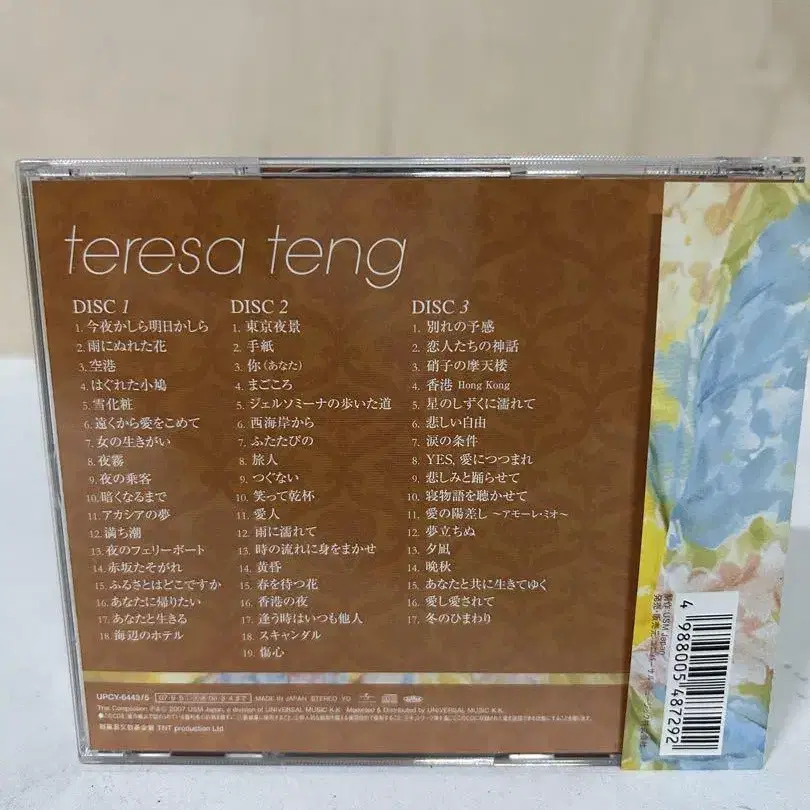 teresa teng
DISC 1
1. 今夜かしら明日かしら
2. 雨にぬれた花
3. 空港
4. はぐれた小鳩
5. 雪化粧
6. 遠くから愛をこめて
7. 女の生きがい
8. 夜霧
9. 夜の乗客
10. 暗くなるまで
11. アカシアの夢
12. 満ち潮
13. 夜のフェリーボート
14. 赤坂たそがれ
15. ふるさとはどこですか
16. あなたに帰りたい
17. あなたと生きる
18. 海辺のホテル
DISC 2
1. 東京夜景
2. 手紙
3. 你 (あなた)
4. まごころ
5. ジェルソミーナの歩いた道
6. 西海岸から
7. ふたたびの
8. 旅人
9. つぐない
10. 笑って乾杯
11. 愛人
12. 雨に濡れて
13. 時の流れに身をまかせ
14. 黄昏
15. 春を待つ花
16. 香港の夜
17. 逢う時はいつも他人
18. スキャンダル
19. 傷心
DISC 3
1. 別れの予感
2. 恋人たちの神話
3. 硝子の摩天楼
4. 香港 Hong Kong
5. 星のしずくに濡れて
6. 悲しい自由
7. 涙の条件
8. YES, 愛につつまれ
9. 悲しみと踊らせて
10. 寝物語を聴かせて
11. 愛の陽差し ～アモーレ・ミオ～
12. 夢立ちぬ
13. 夕凪
14. 晩秋
15. あなたと共に生きてゆく
16. 愛し愛されて
17. 冬のひまわり
UPCY-6443/5
MADE IN JAPAN STEREO
This Compilation ℗&© 2007 USM Japan, a division of UNIVERSAL MUSIC K.K. Marketed & Distributed by UNIVERSAL MUSIC K.K.
TNT production Ltd
制作:USM Japan
4 988005 487292